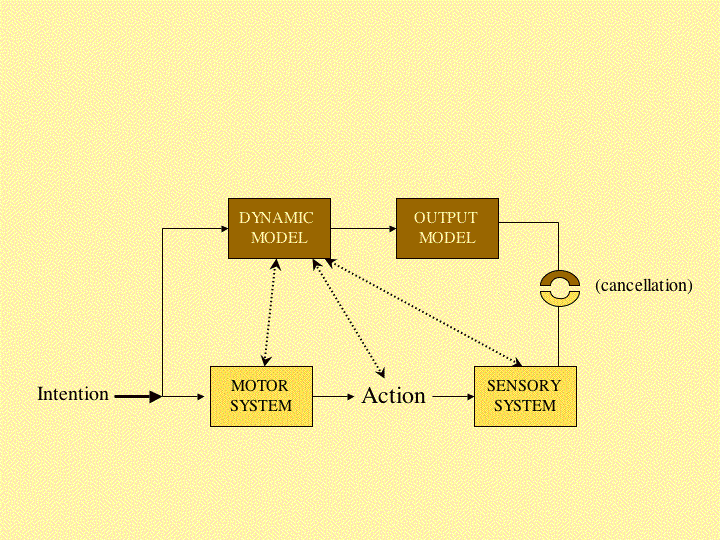 DYNAMIC
MODEL
OUTPUT
MODEL
(cancellation)
Intention
MOTOR
SYSTEM
Action
SENSORY
SYSTEM